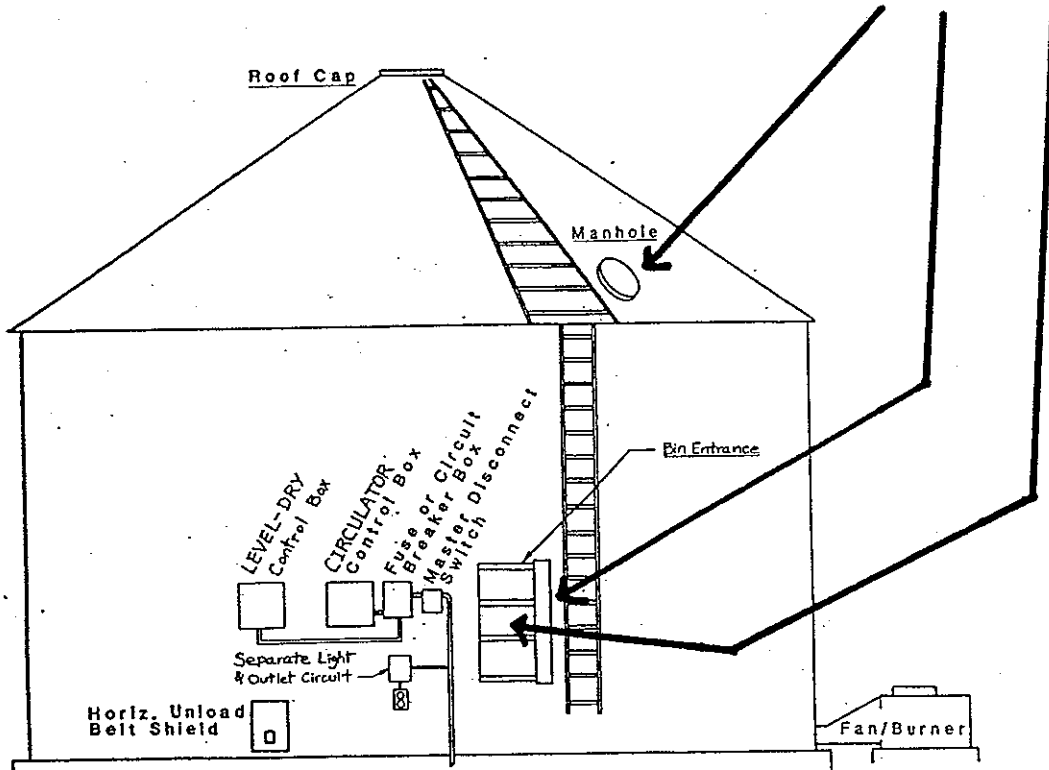 Roof Cap
Manhole
Bin Entrance
LEVEL-DRY
Control Box
CIRCULATOR
Control Box
Fuse or Circuit
Breaker Box
Master Disconnect
Switch
Separate Light
& Outlet Circuit
Horiz. Unload
Belt Shield
Fan/Burner